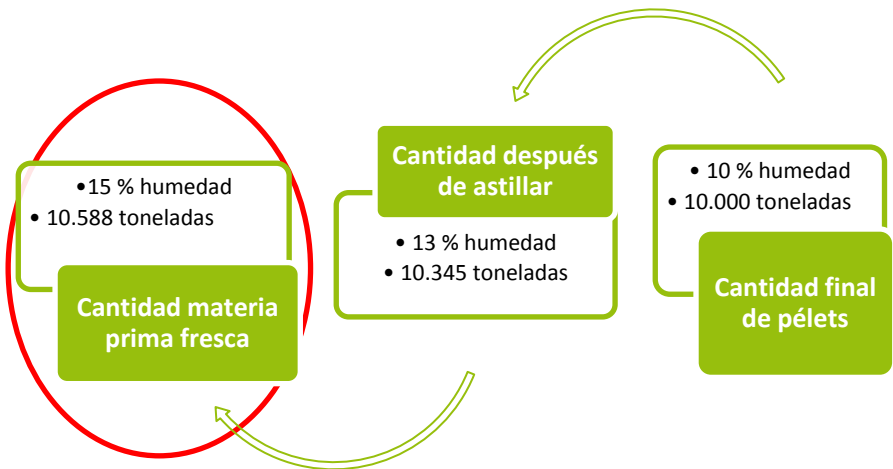 •15 % humedad
• 10.588 toneladas
Cantidad materia
prima fresca
Cantidad después
de astillar
• 13 % humedad
• 10.345 toneladas
• 10 % humedad
• 10.000 toneladas
Cantidad final
de pélets